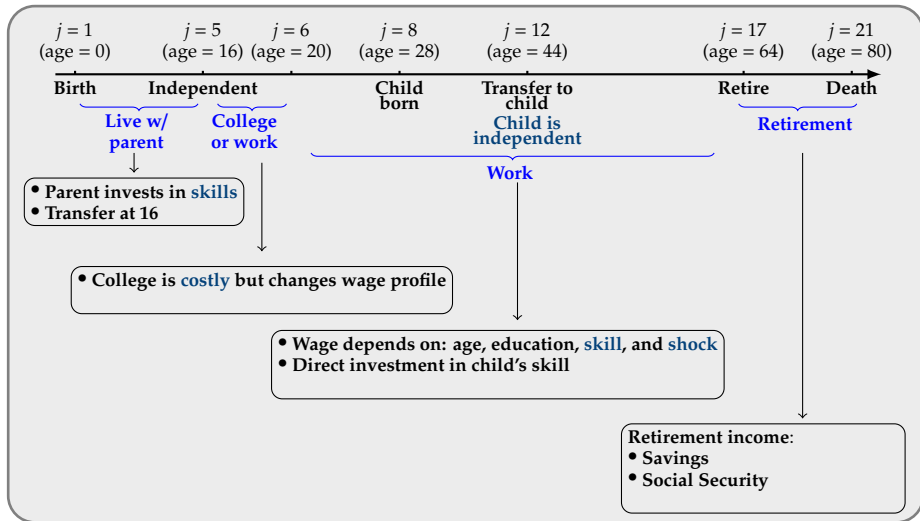 j = 1 j = 5 j = 6 j = 8 j = 12 j = 17 j = 21
(age = 0) (age = 16) (age = 20) (age = 28) (age = 44) (age = 64) (age = 80)
Birth Independent Child Transfer to Retire Death
born child
Live w/ College Child is Retirement
parent or work independent
Work
• Parent invests in skills
• Transfer at 16
• College is costly but changes wage profile
• Wage depends on: age, education, skill, and shock
• Direct investment in child's skill
Retirement income:
• Savings
• Social Security